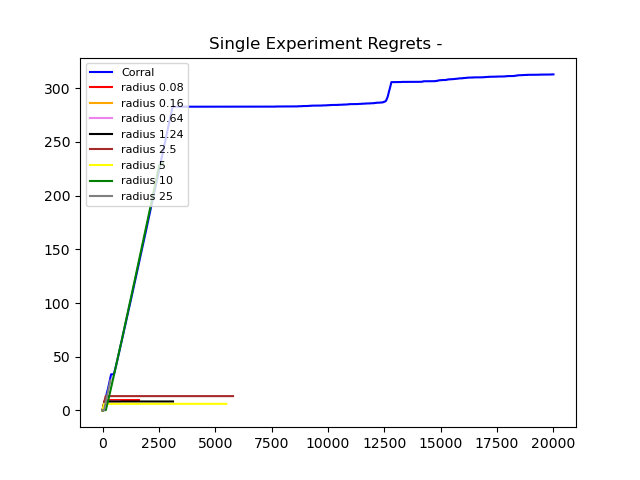 Single Experiment Regrets -
Corral
radius 0.08
radius 0.16
radius 0.64
radius 1.24
radius 2.5
radius 5
radius 10
radius 25
300
250
200
150
100
50
0
0 2500 5000 7500 10000 12500 15000 17500 20000